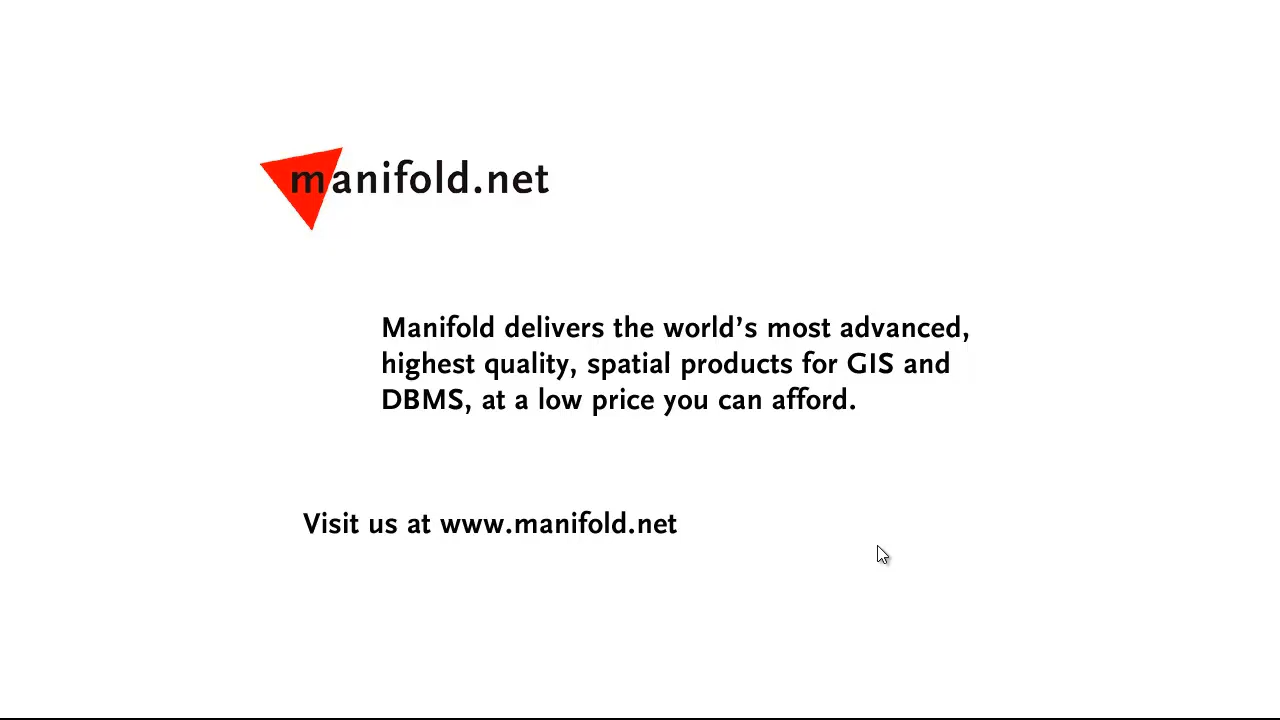 manifold.net
Manifold delivers the world’s most advanced,
highest quality, spatial products for GIS and
DBMS, at a low price you can afford.
Visit us at www.manifold.net